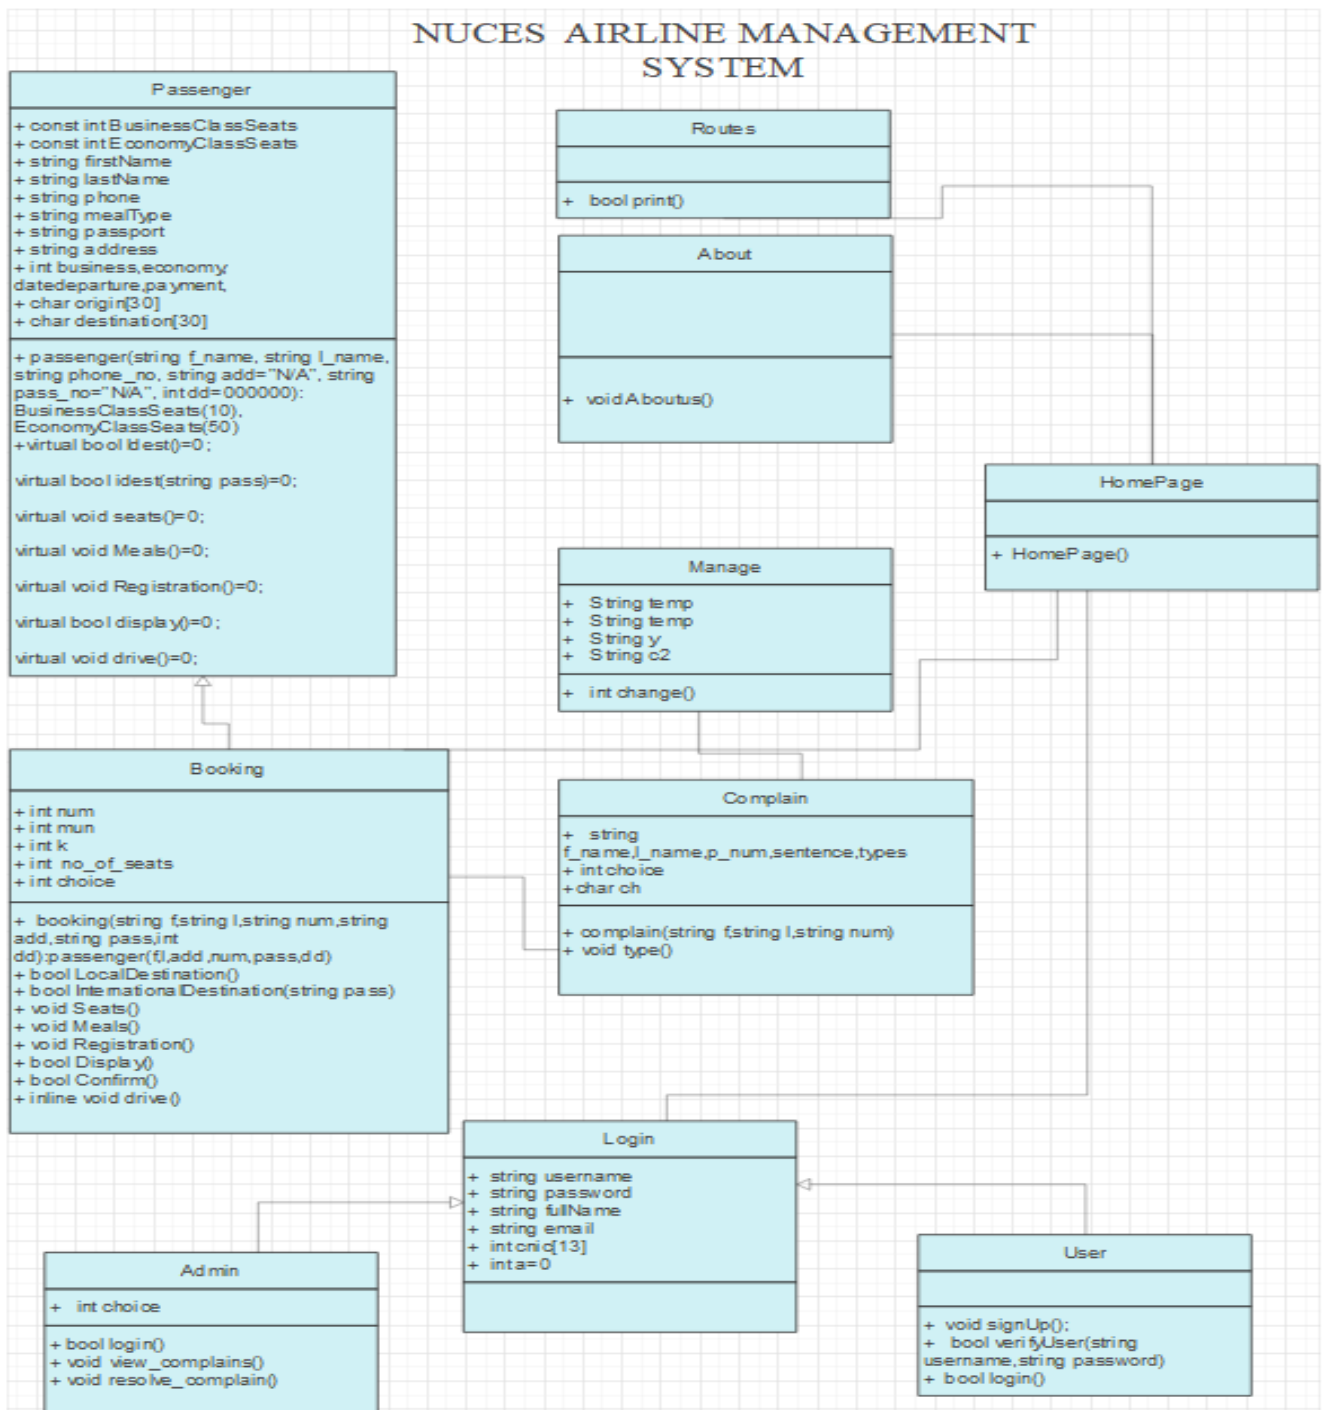 NUCES AIRLINE MANAGEMENT
SYSTEM
Passenger
+ const int BusinessClassSeats
+ const int EconomyClassSeats
+ string firstName
+ string lastName
+ string phone
+ string mealType
+ string passport
+ string address
+ int business,economy,
datedeparture,payment,
+ char origin[30]
+ char destination[30]
+ passenger(string f_name, string l_name,
string phone_no, string add="N/A", string
pass_no="N/A", int dd=000000):
BusinessClassSeats(10),
EconomyClassSeats(50)
+virtual bool ldest()=0;
virtual bool idest(string pass)=0;
virtual void seats()=0;
virtual void Meals()=0;
virtual void Registration()=0;
virtual bool display()=0;
virtual void drive()=0;
Routes
+ bool print()
About
+ void Aboutus()
HomePage
+ HomePage()
Manage
+ String temp
+ String temp
+ String y
+ String c2
+ int change()
Booking
+ int num
+ int mun
+ int k
+ int no_of_seats
+ int choice
+ booking(string f,string l,string num,string
add,string pass,int
dd):passenger(f,l,add,num,pass,dd)
+ bool LocalDestination()
+ bool InternationalDestination(string pass)
+ void Seats()
+ void Meals()
+ void Registration()
+ bool Display()
+ bool Confirm()
+ inline void drive()
Complain
+ string
f_name,l_name,p_num,sentence,types
+ int choice
+char ch
+ complain(string f,string l,string num)
+ void type()
Login
+ string username
+ string password
+ string fullName
+ string email
+ int cnic[13]
+ int a=0
Admin
+ int choice
+ bool login()
+ void view_complains()
+ void resolve_complain()
User
+ void signUp();
+ bool verifyUser(string
username,string password)
+ bool login()